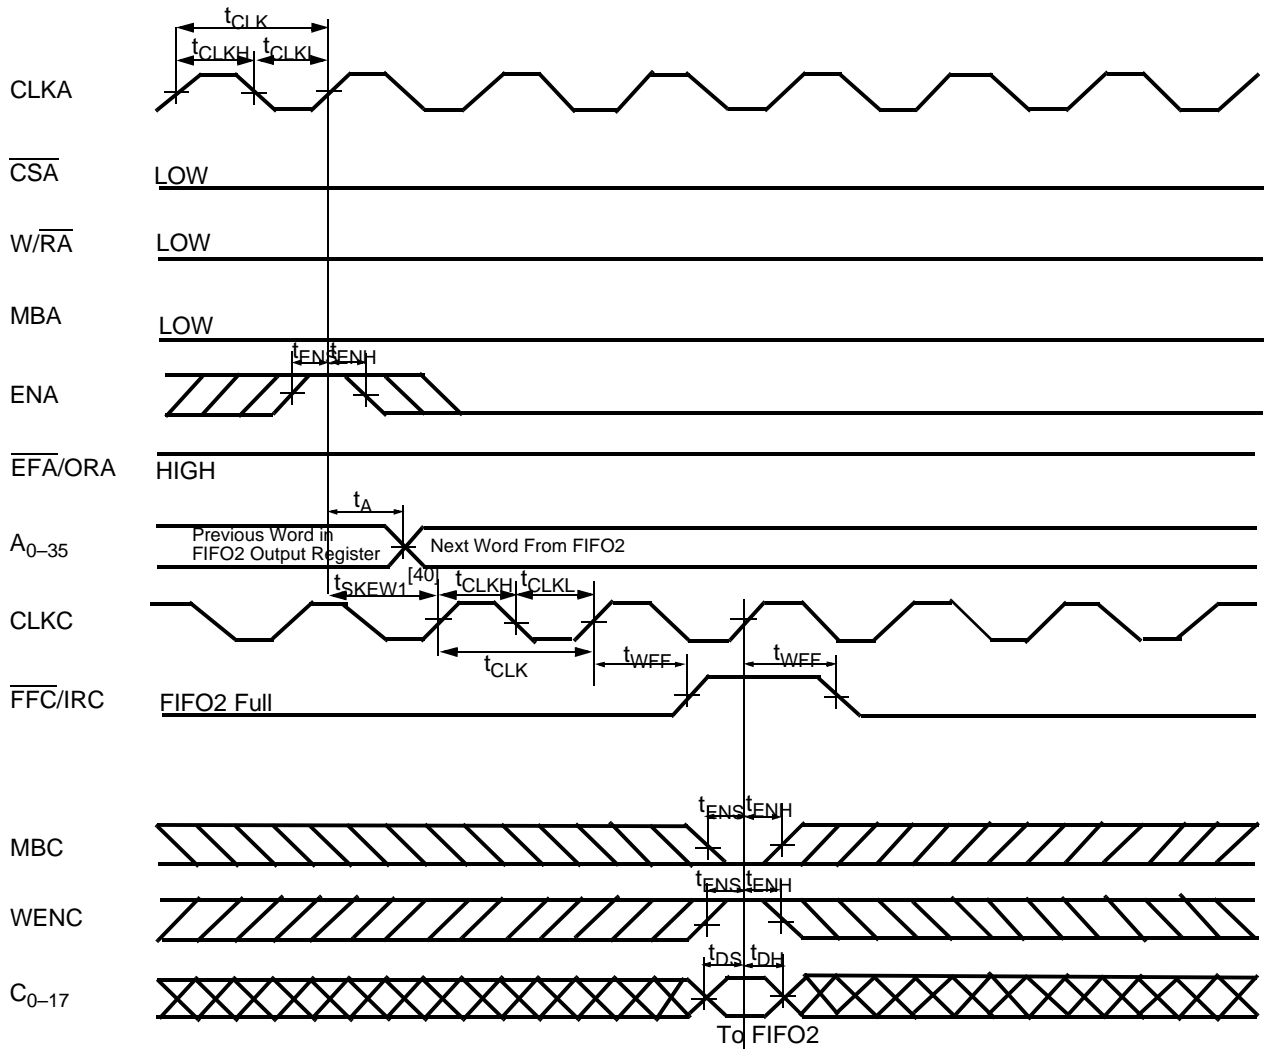 tCLK
tCLKH tCLKL
CLKA
CSA
LOW
W/RA
LOW
MBA
LOW
tENS tENH
ENA
EFA/ORA
HIGH
tA
A0–35
Previous Word in
FIFO2 Output Register
Next Word From FIFO2
tSKEW1[40] tCLKH tCLKL
CLKC
tCLK
tWFF tWFF
FFC/IRC
FIFO2 Full
tENS tENH
MBC
tENS tENH
WENC
tDS tDH
C0–17
To FIFO2